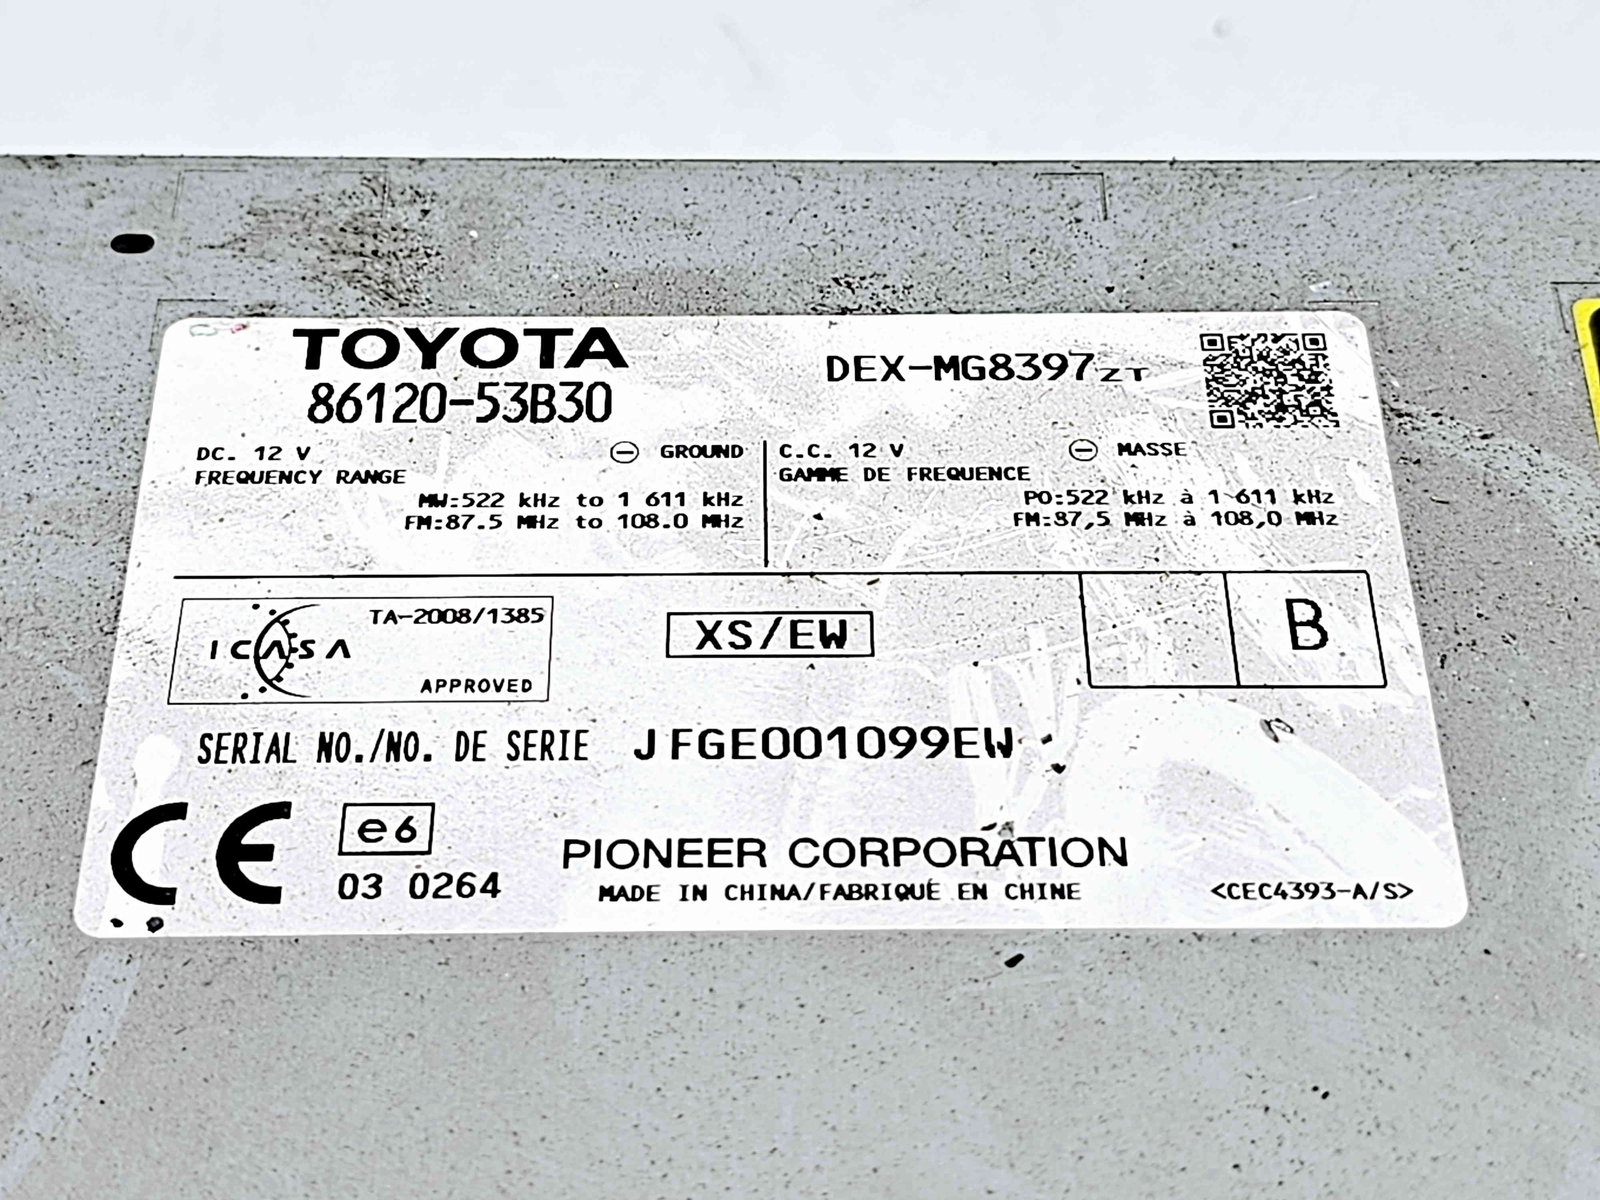 TOYOTA
86120-53B30
DEX-MG8397ZT
DC. 12 V ⊖ GROUND
FREQUENCY RANGE
MW:522 kHz to 1 611 kHz
FM:87.5 MHz to 108.0 MHz
C.C. 12 V ⊖ MASSE
GAMME DE FREQUENCE
PO:522 kHz à 1 611 kHz
FM:87,5 MHz à 108,0 MHz
ICASA
TA-2008/1385
APPROVED
XS/EW
B
SERIAL NO./NO. DE SERIE JFGE001099EW
CE
e6
03 0264
PIONEER CORPORATION
MADE IN CHINA/FABRIQUÉ EN CHINE
<CEC4393-A/S>